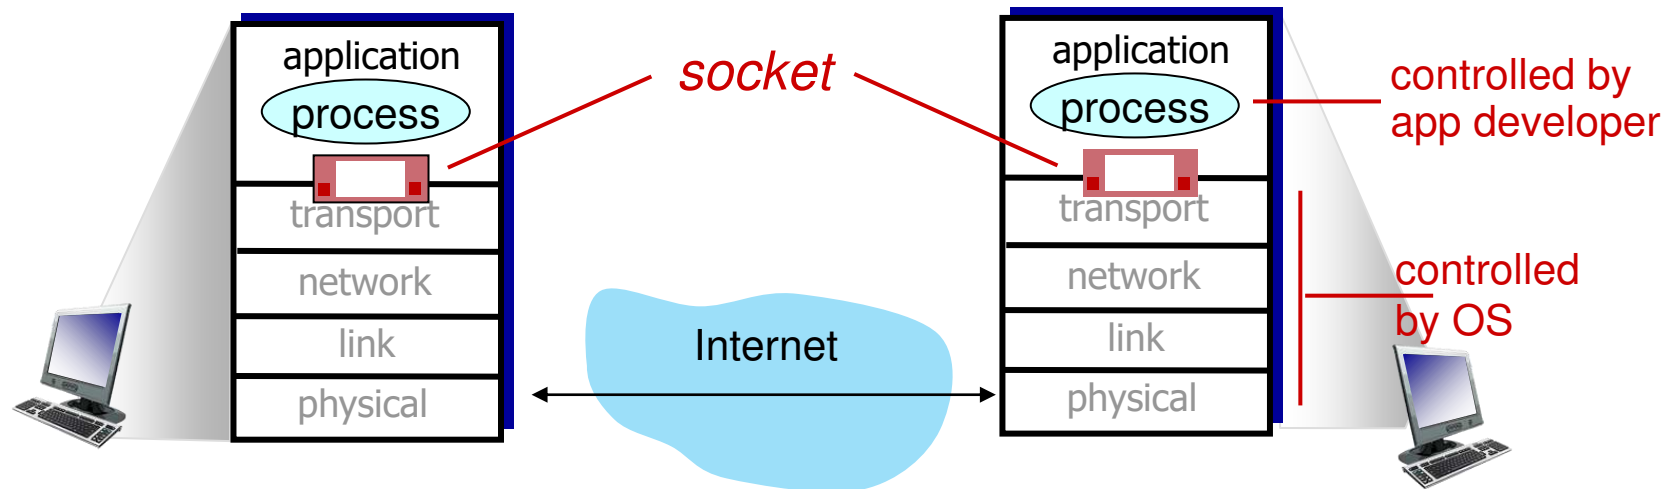 application
process
transport
network
link
physical
socket
Internet
application
process
transport
network
link
physical
controlled by
app developer
controlled
by OS